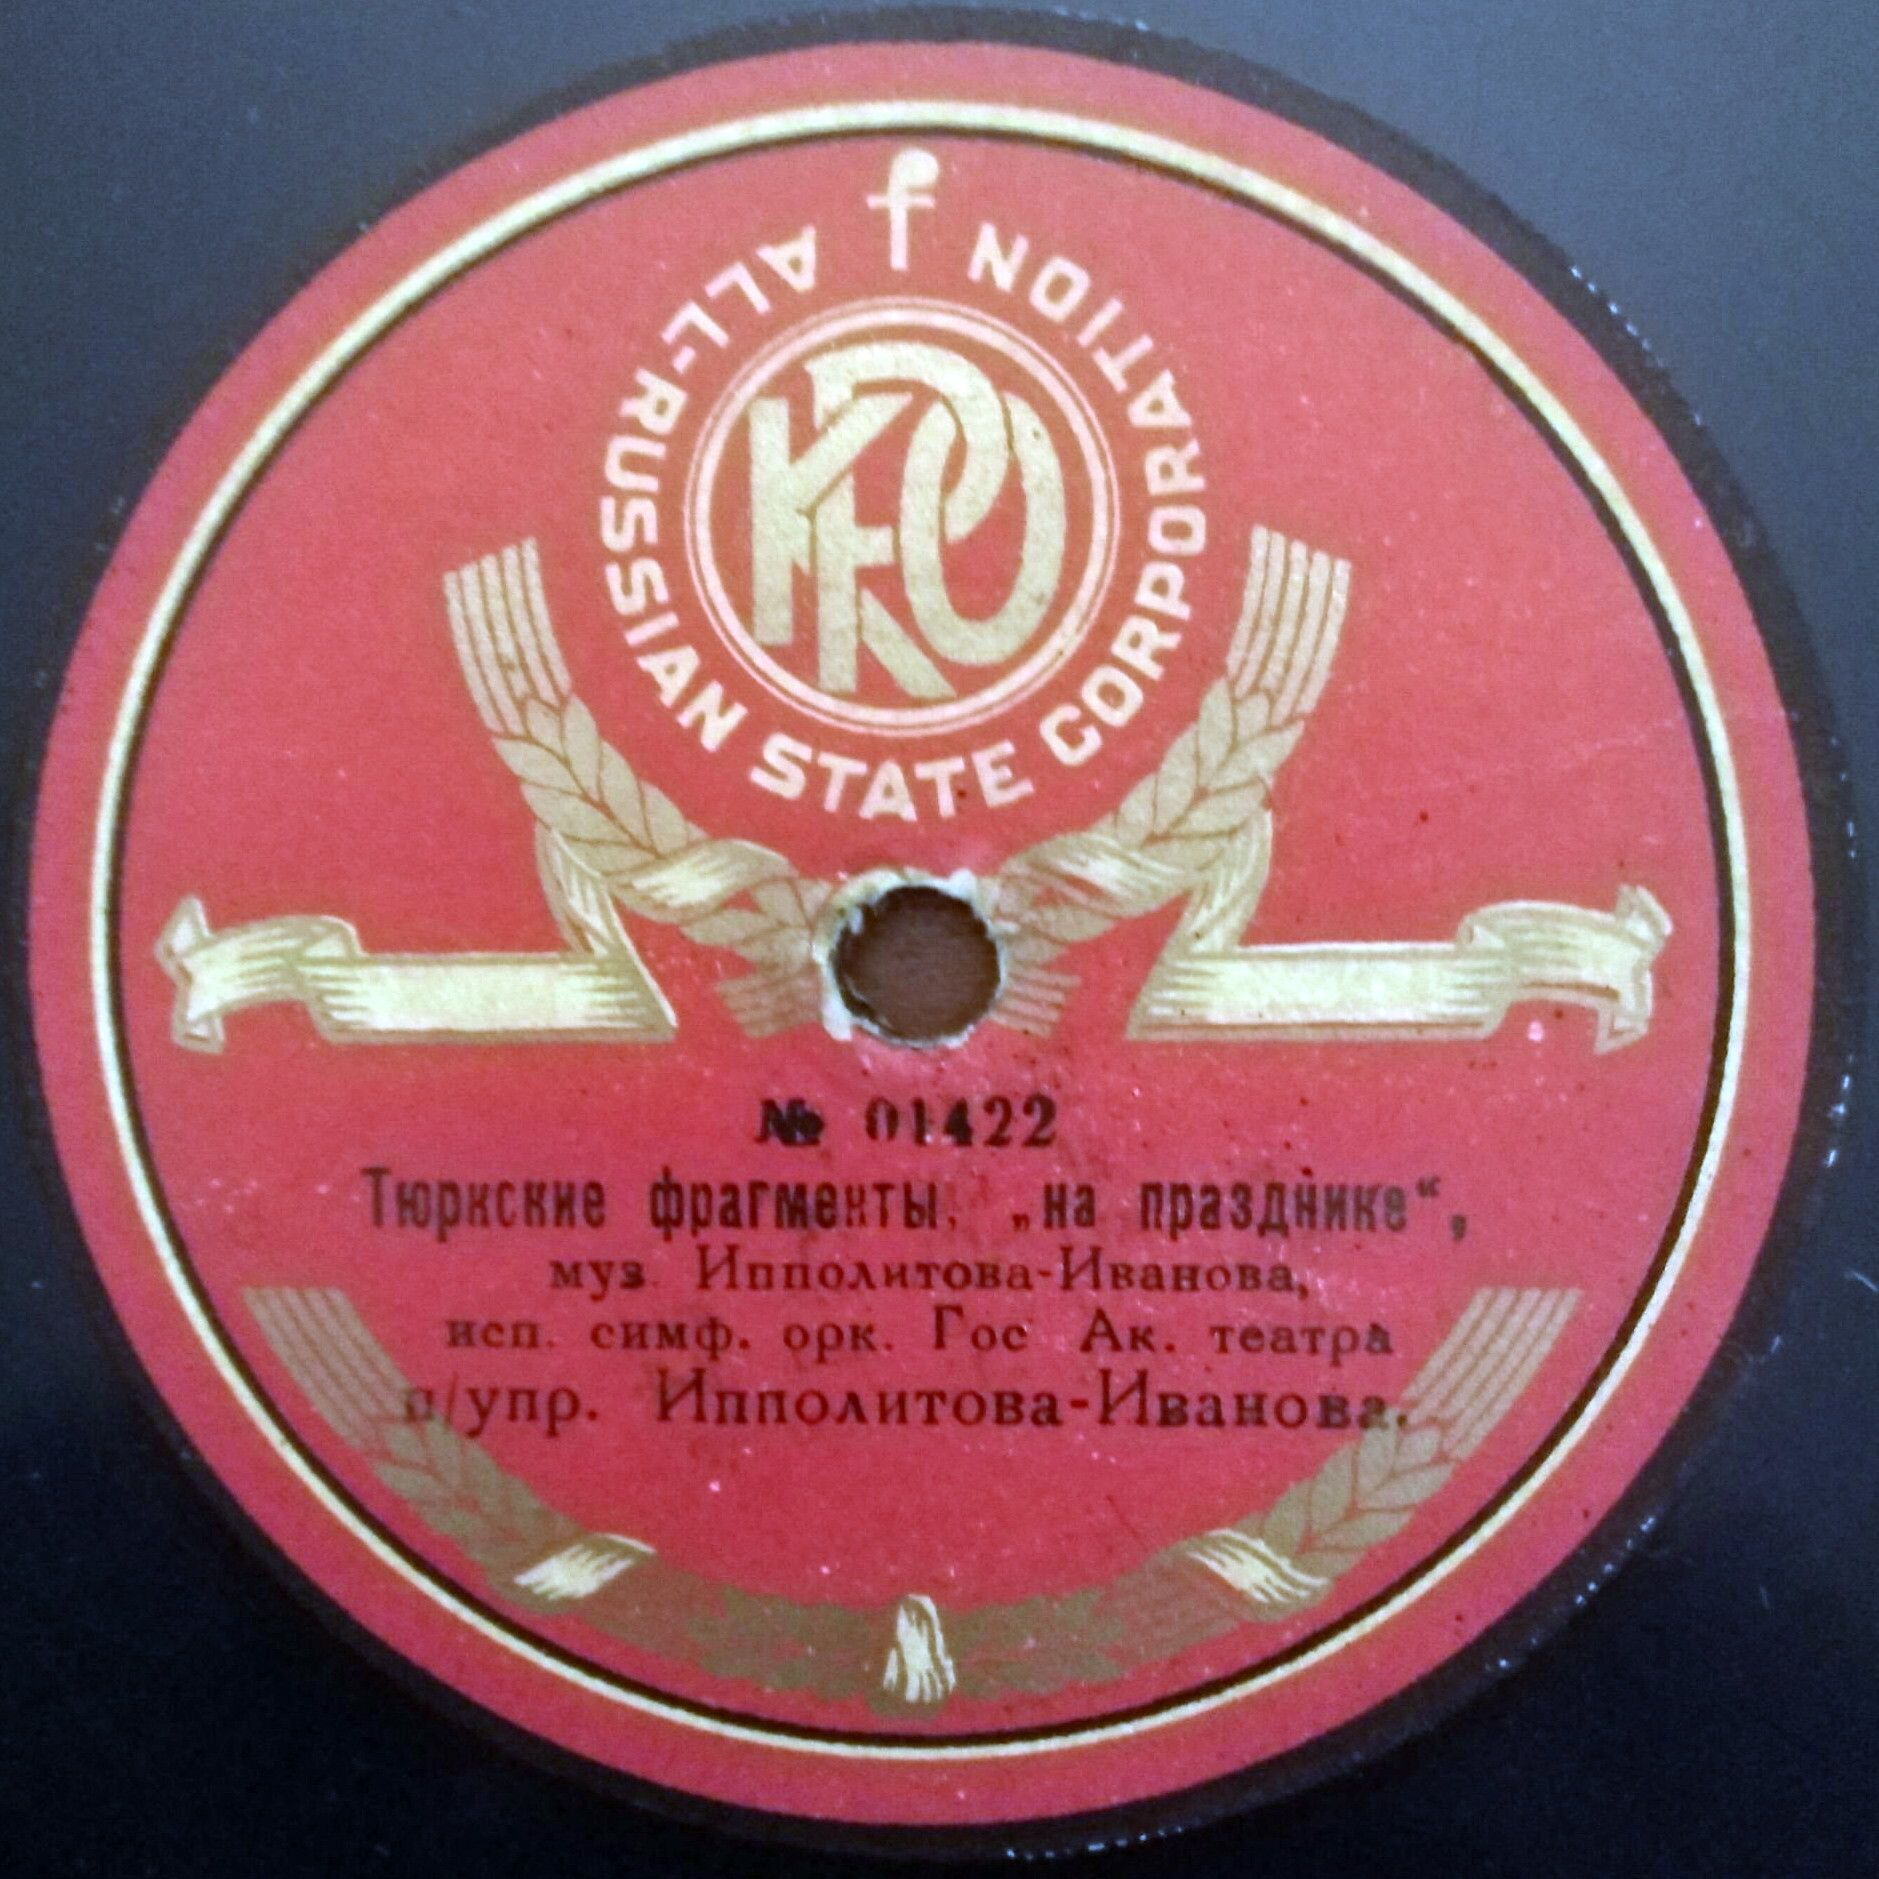 ALL-RUSSIAN STATE CORPORATION
№ 01422
Тюркские фрагменты, „на празднике“,
муз. Ипполитова-Иванова,
исп. симф. орк. Гос Ак. театра
п/упр. Ипполитова-Иванова.